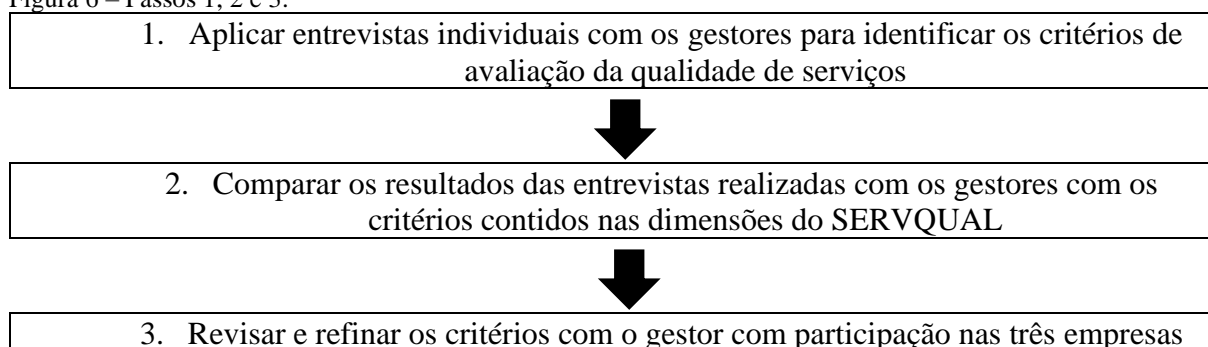 Figura 6 – Passos 1, 2 e 3.
1. Aplicar entrevistas individuais com os gestores para identificar os critérios de
avaliação da qualidade de serviços
2. Comparar os resultados das entrevistas realizadas com os gestores com os
critérios contidos nas dimensões do SERVQUAL
3. Revisar e refinar os critérios com o gestor com participação nas três empresas